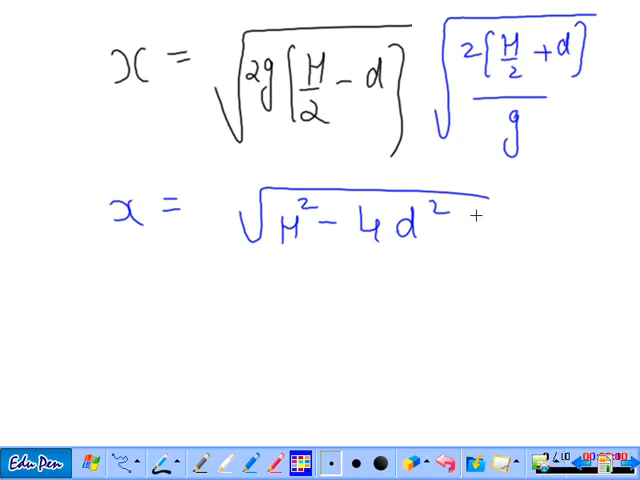 x = √(2g[H/2 - d]) √(2[H/2 + d]/g)
x = √(H² - 4d²)
Edu Pen